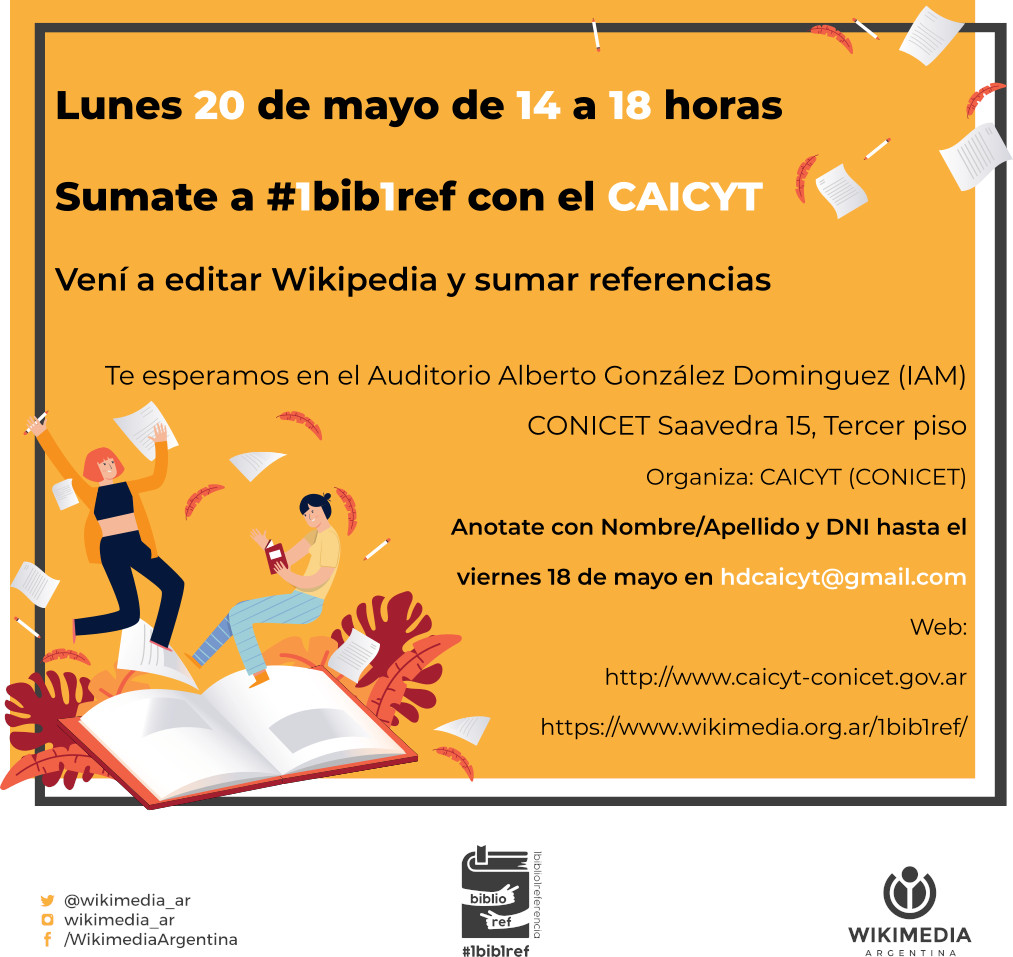 Lunes 20 de mayo de 14 a 18 horas
Sumate a #1bib1ref con el CAICYT
Vení a editar Wikipedia y sumar referencias
Te esperamos en el Auditorio Alberto González Dominguez (IAM)
CONICET Saavedra 15, Tercer piso
Organiza: CAICYT (CONICET)
Anotate con Nombre/Apellido y DNI hasta el
viernes 18 de mayo en hdcaicyt@gmail.com
Web:
http://www.caicyt-conicet.gov.ar
https://www.wikimedia.org.ar/1bib1ref/
@wikimedia_ar
wikimedia_ar
/WikimediaArgentina
biblio
ref
1biblio1referencia
#1bib1ref
WIKIMEDIA
ARGENTINA